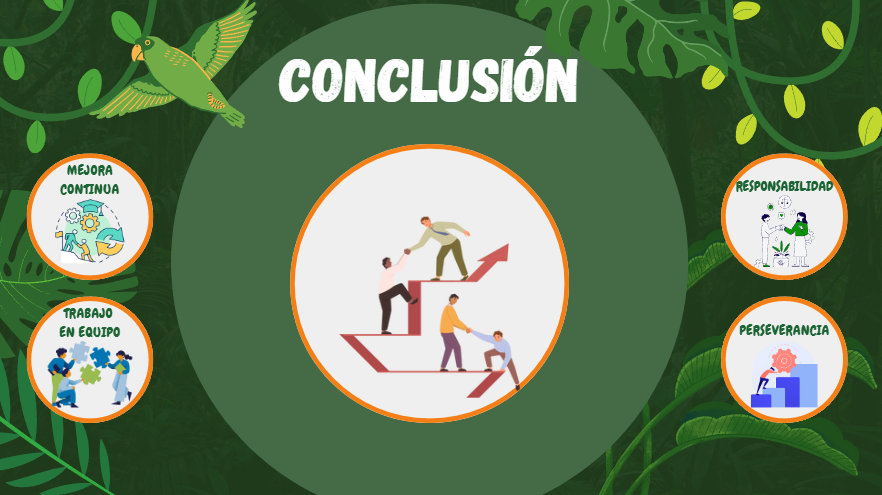 CONCLUSIÓN
MEJORA
CONTINUA
TRABAJO
EN EQUIPO
RESPONSABILIDAD
PERSEVERANCIA